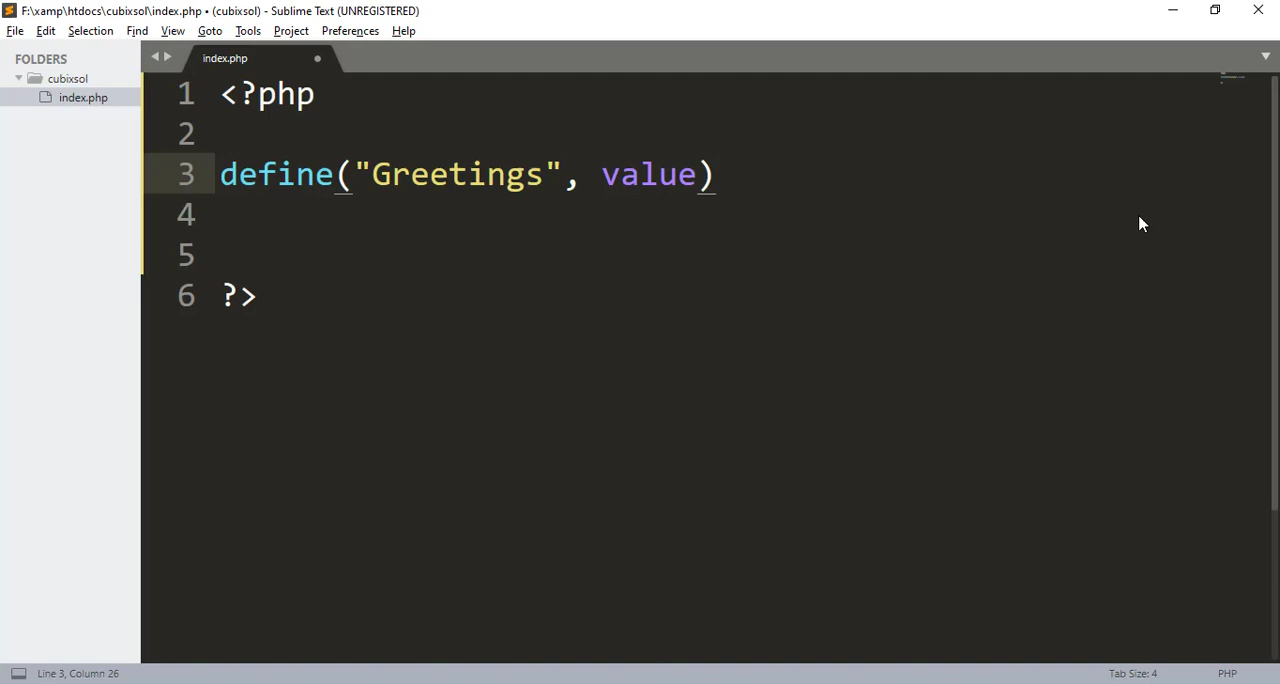 F:\xamp\htdocs\cubixsol\index.php • (cubixsol) - Sublime Text (UNREGISTERED)
File Edit Selection Find View Goto Tools Project Preferences Help
FOLDERS
cubixsol
index.php
index.php
1 <?php
2
3 define("Greetings", value)
4
5
6 ?>
Line 3, Column 26
Tab Size: 4
PHP